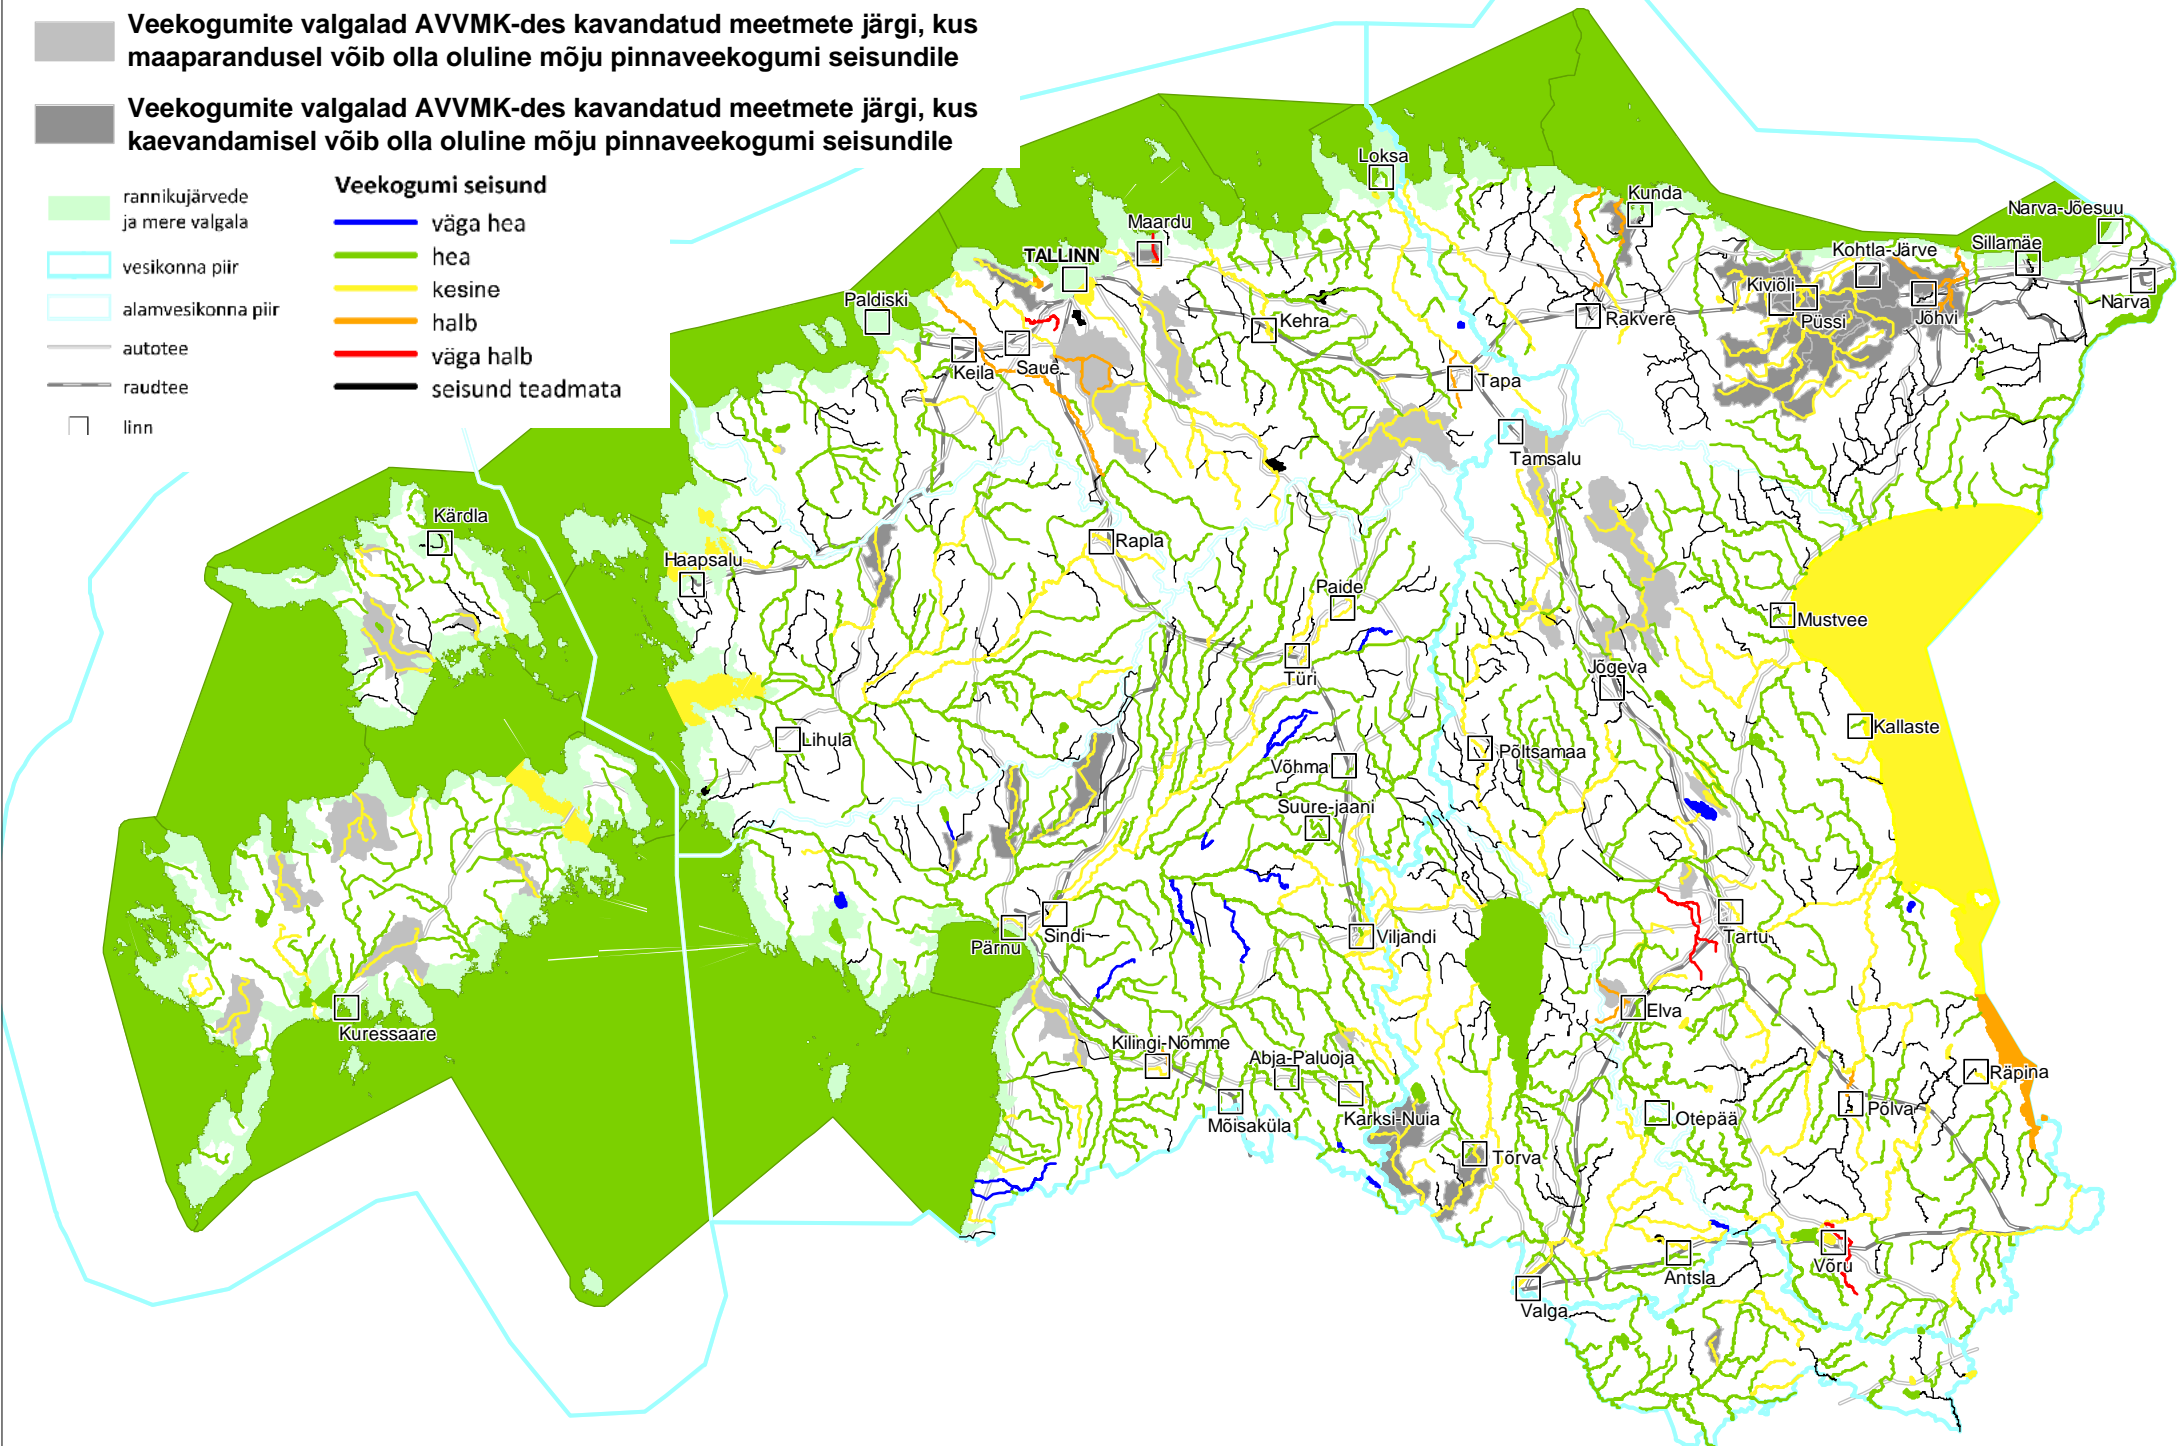 Veekogumite valgalad AVVMK-des kavandatud meetmete järgi, kus
maaparandusel võib olla oluline mõju pinnaveekogumi seisundile
Veekogumite valgalad AVVMK-des kavandatud meetmete järgi, kus
kaevandamisel võib olla oluline mõju pinnaveekogumi seisundile
rannikujärvede
ja mere valgala
vesikonna piir
alamvesikonna piir
autotee
raudtee
linn
Veekogumi seisund
väga hea
hea
kesine
halb
väga halb
seisund teadmata
Loksa
Kunda
Narva-Jõesuu
Maardu
TALLINN
Kohtla-Järve
Sillamäe
Paldiski
Kiviõli
Narva
Kehra
Rakvere
Püssi
Jõhvi
Keila
Saue
Tapa
Tamsalu
Kärdla
Rapla
Haapsalu
Paide
Mustvee
Türi
Jõgeva
Kallaste
Lihula
Põltsamaa
Võhma
Suure-jaani
Pärnu
Sindi
Viljandi
Tartu
Kuressaare
Elva
Kilingi-Nõmme
Abja-Paluoja
Räpina
Mõisaküla
Karksi-Nuia
Otepää
Põlva
Tõrva
Antsla
Võru
Valga